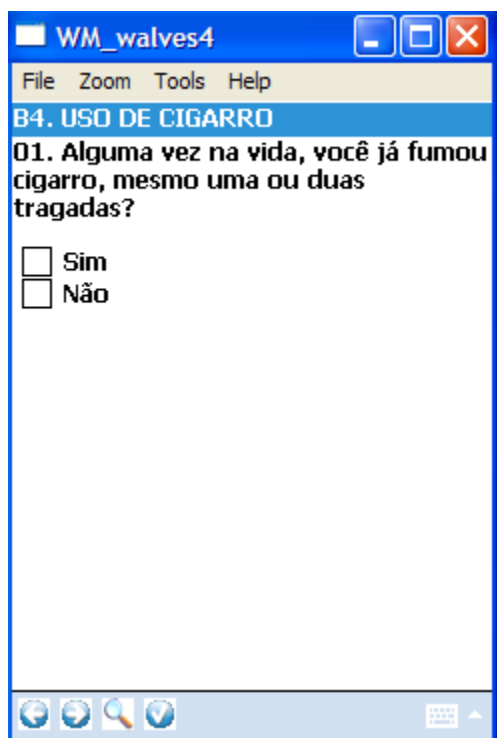 WM_walves4
File Zoom Tools Help
B4. USO DE CIGARRO
01. Alguma vez na vida, você já fumou
cigarro, mesmo uma ou duas
tragadas?
Sim
Não